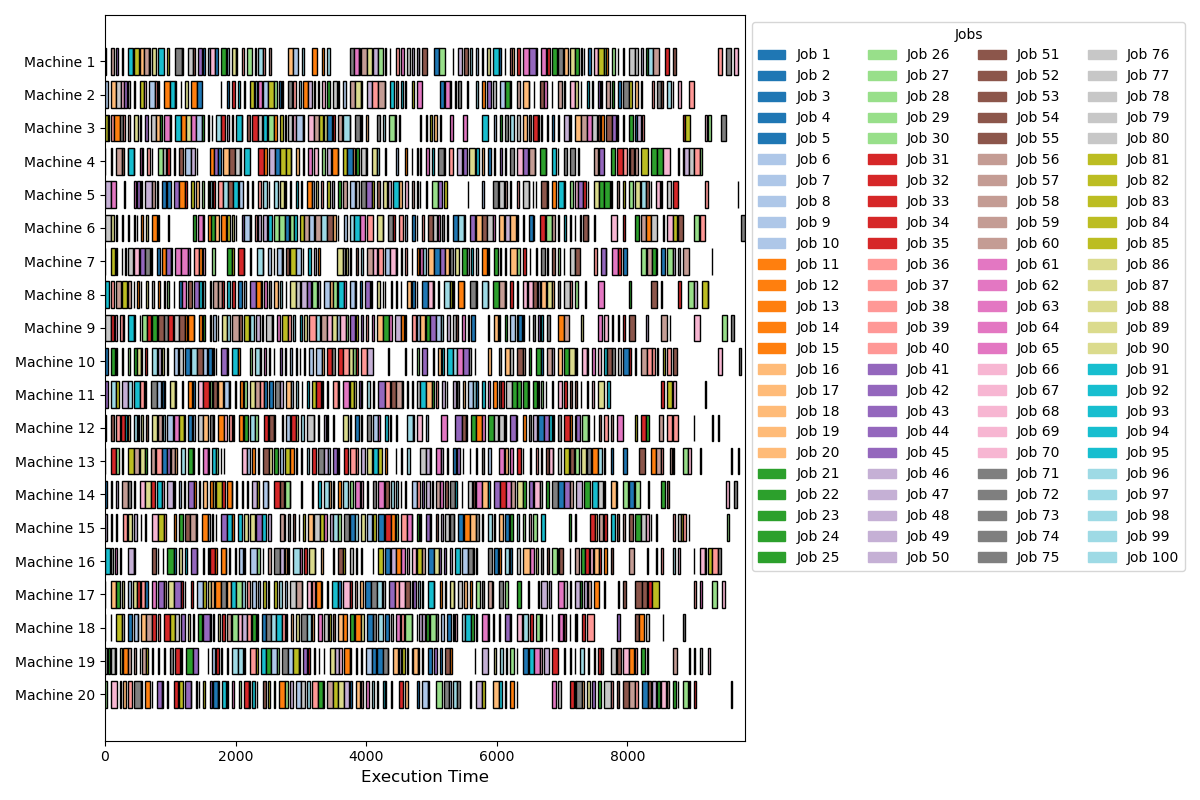 Machine 1
Machine 2
Machine 3
Machine 4
Machine 5
Machine 6
Machine 7
Machine 8
Machine 9
Machine 10
Machine 11
Machine 12
Machine 13
Machine 14
Machine 15
Machine 16
Machine 17
Machine 18
Machine 19
Machine 20
0 2000 4000 6000 8000
Execution Time
Jobs
Job 1 Job 26 Job 51 Job 76
Job 2 Job 27 Job 52 Job 77
Job 3 Job 28 Job 53 Job 78
Job 4 Job 29 Job 54 Job 79
Job 5 Job 30 Job 55 Job 80
Job 6 Job 31 Job 56 Job 81
Job 7 Job 32 Job 57 Job 82
Job 8 Job 33 Job 58 Job 83
Job 9 Job 34 Job 59 Job 84
Job 10 Job 35 Job 60 Job 85
Job 11 Job 36 Job 61 Job 86
Job 12 Job 37 Job 62 Job 87
Job 13 Job 38 Job 63 Job 88
Job 14 Job 39 Job 64 Job 89
Job 15 Job 40 Job 65 Job 90
Job 16 Job 41 Job 66 Job 91
Job 17 Job 42 Job 67 Job 92
Job 18 Job 43 Job 68 Job 93
Job 19 Job 44 Job 69 Job 94
Job 20 Job 45 Job 70 Job 95
Job 21 Job 46 Job 71 Job 96
Job 22 Job 47 Job 72 Job 97
Job 23 Job 48 Job 73 Job 98
Job 24 Job 49 Job 74 Job 99
Job 25 Job 50 Job 75 Job 100